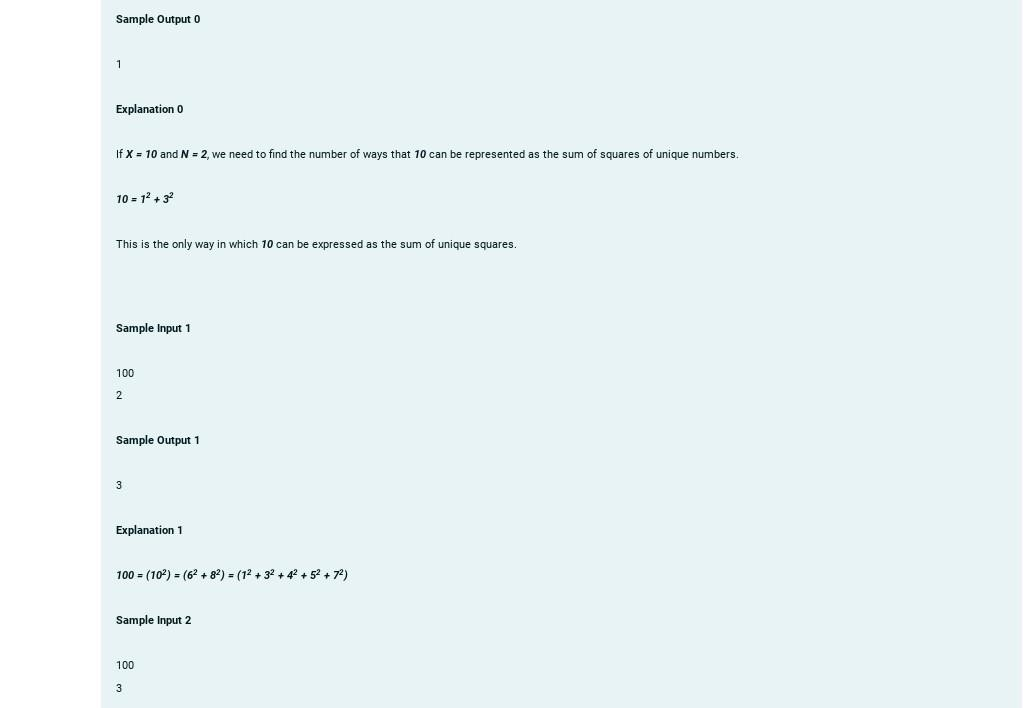 Sample Output 0
1
Explanation 0
If X = 10 and N = 2, we need to find the number of ways that 10 can be represented as the sum of squares of unique numbers.
10 = 1² + 3²
This is the only way in which 10 can be expressed as the sum of unique squares.
Sample Input 1
100
2
Sample Output 1
3
Explanation 1
100 = (10²) = (6² + 8²) = (1² + 3² + 4² + 5² + 7²)
Sample Input 2
100
3